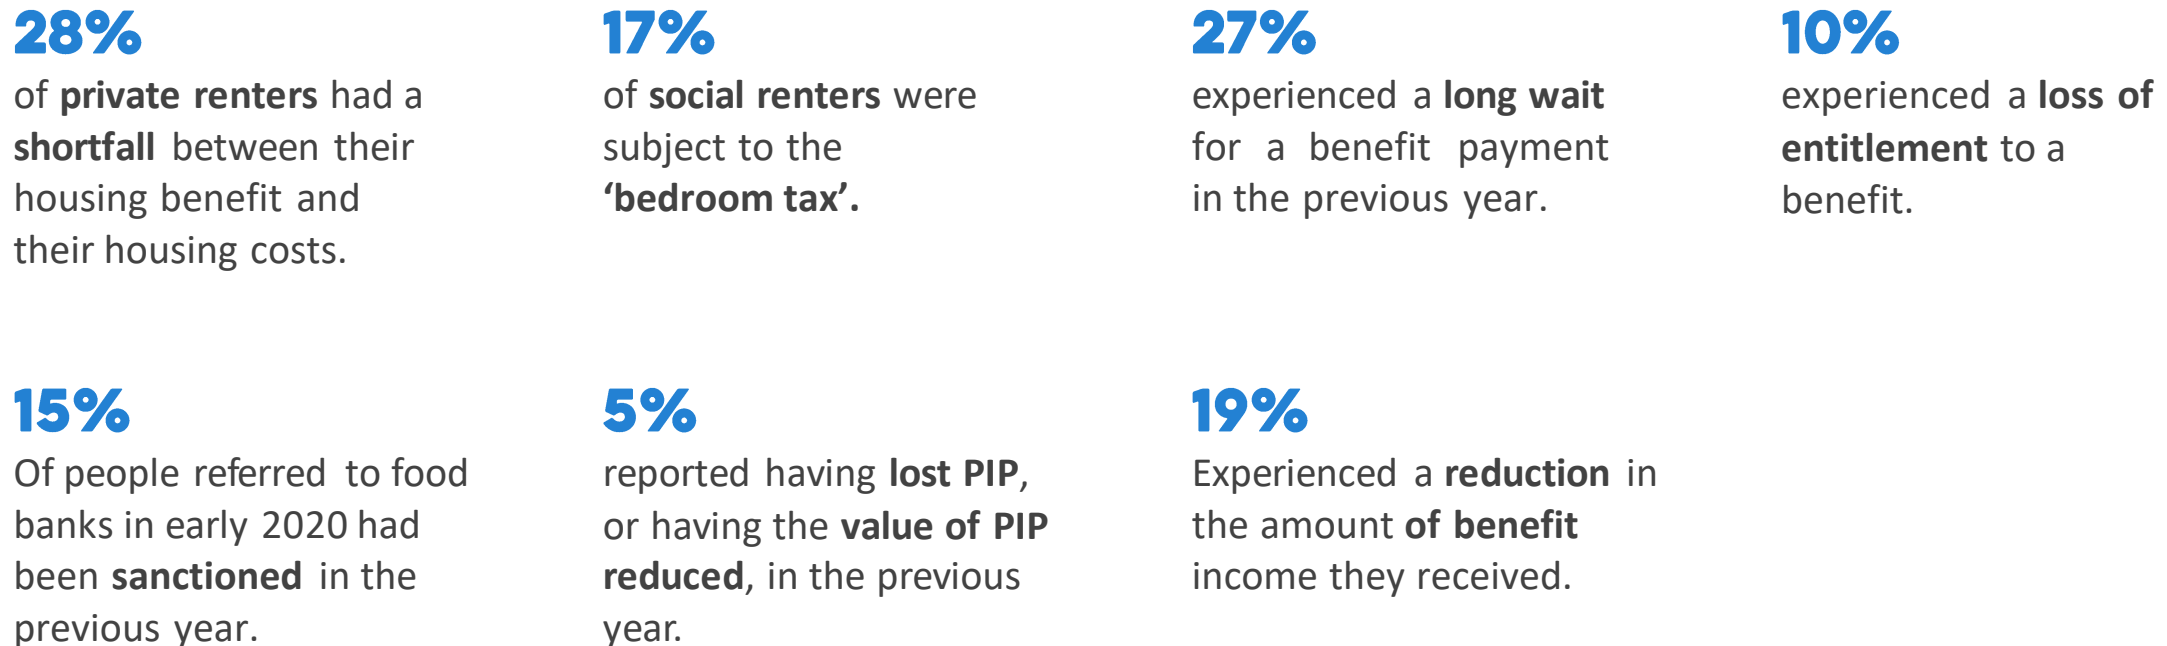 28%
of private renters had a
shortfall between their
housing benefit and
their housing costs.
17%
of social renters were
subject to the
‘bedroom tax’.
27%
experienced a long wait
for a benefit payment
in the previous year.
10%
experienced a loss of
entitlement to a
benefit.
15%
Of people referred to food
banks in early 2020 had
been sanctioned in the
previous year.
5%
reported having lost PIP,
or having the value of PIP
reduced, in the previous
year.
19%
Experienced a reduction in
the amount of benefit
income they received.